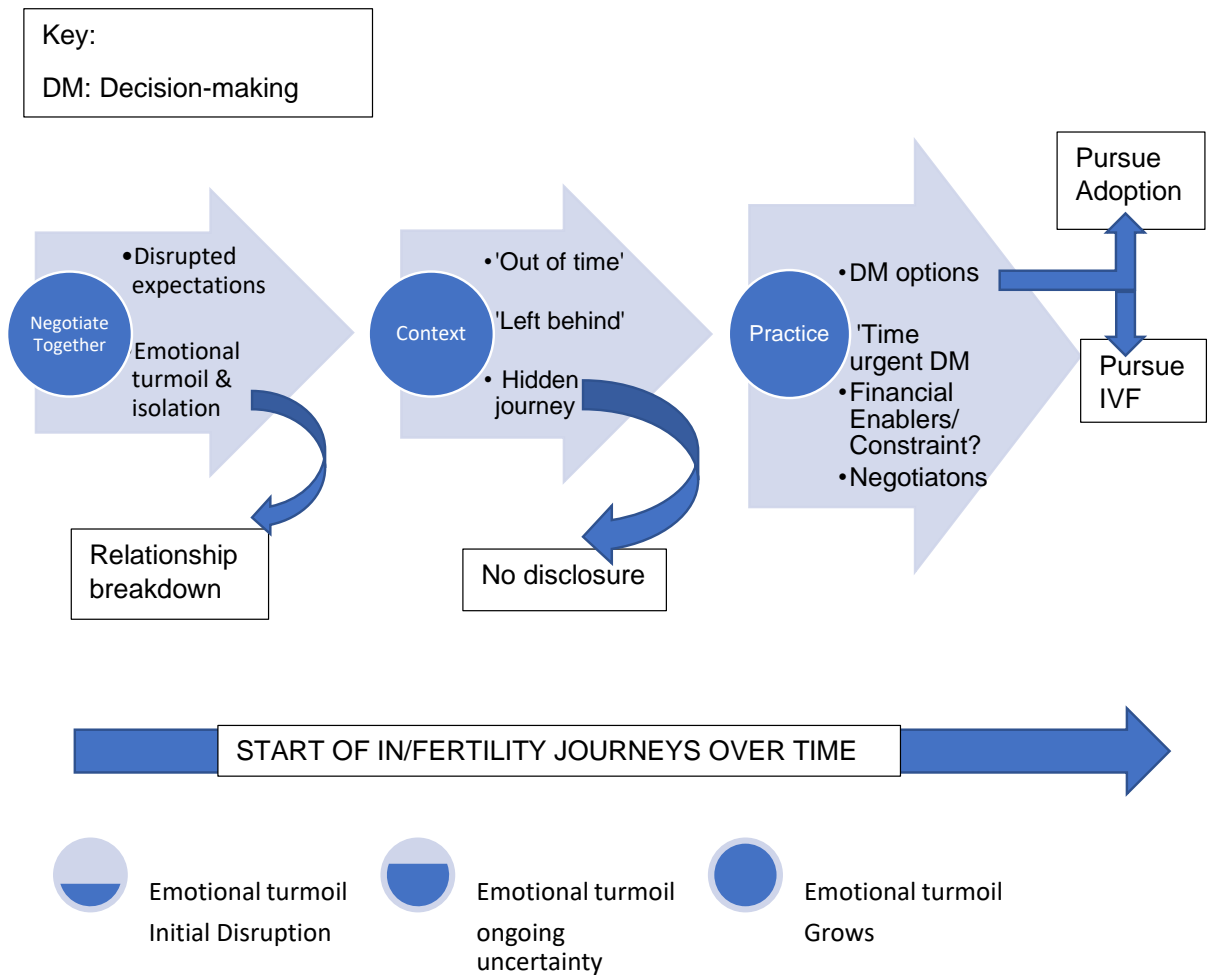 Key:
DM: Decision-making
Negotiate
Together
•Disrupted
expectations
•Emotional
turmoil &
isolation
Relationship
breakdown
Context
•'Out of time'
'Left behind'
• Hidden
journey
No disclosure
Practice
•DM options
'Time
urgent DM
•Financial
Enablers/
Constraint?
•Negotiatons
Pursue
Adoption
Pursue
IVF
START OF IN/FERTILITY JOURNEYS OVER TIME
Emotional turmoil
Initial Disruption
Emotional turmoil
ongoing
uncertainty
Emotional turmoil
Grows